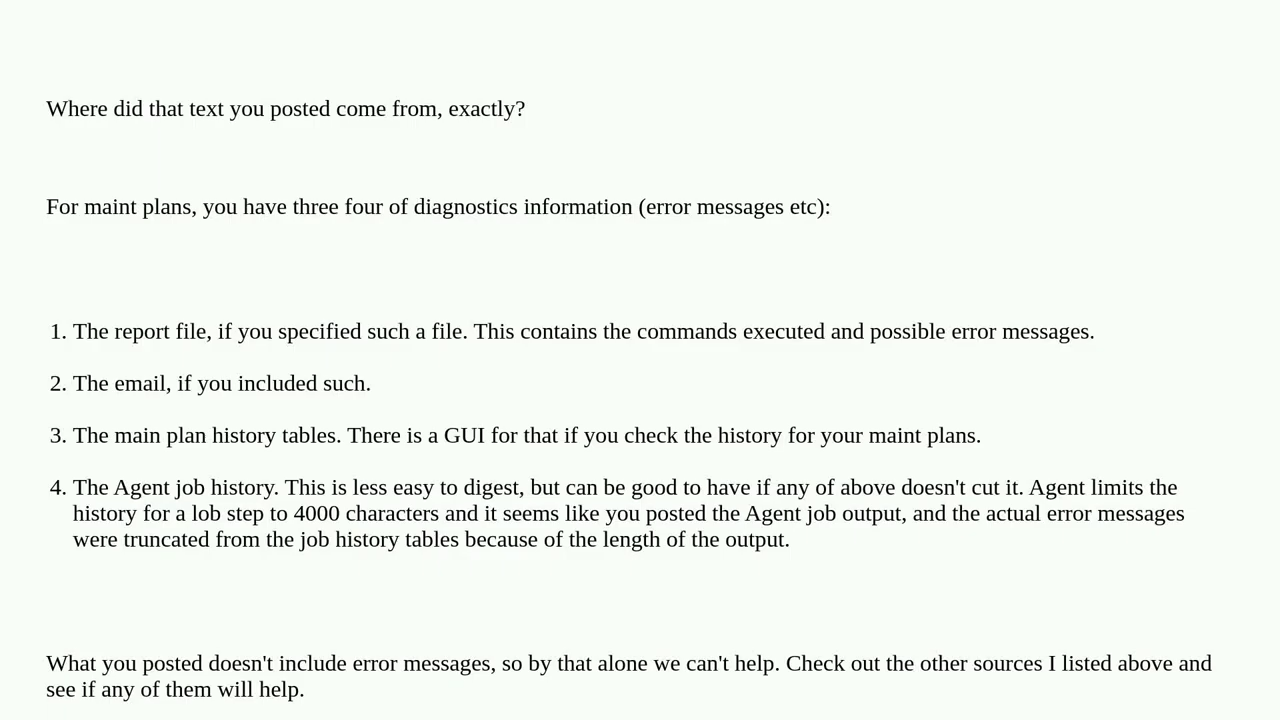 Where did that text you posted come from, exactly?
For maint plans, you have three four of diagnostics information (error messages etc):
1. The report file, if you specified such a file. This contains the commands executed and possible error messages.
2. The email, if you included such.
3. The main plan history tables. There is a GUI for that if you check the history for your maint plans.
4. The Agent job history. This is less easy to digest, but can be good to have if any of above doesn't cut it. Agent limits the
history for a lob step to 4000 characters and it seems like you posted the Agent job output, and the actual error messages
were truncated from the job history tables because of the length of the output.
What you posted doesn't include error messages, so by that alone we can't help. Check out the other sources I listed above and
see if any of them will help.